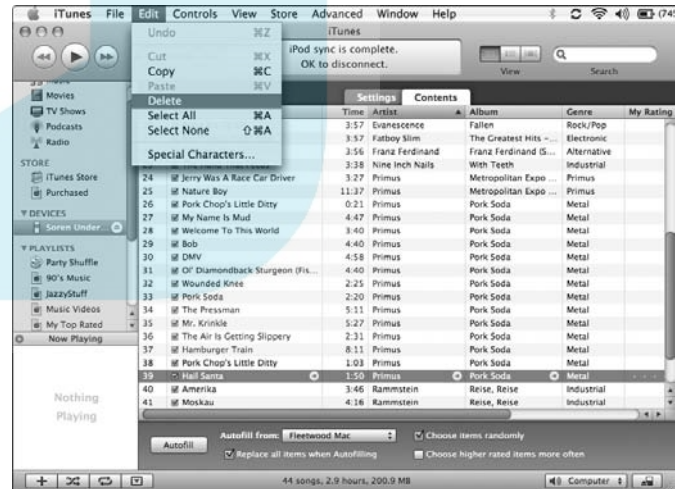 iTunes File Edit Controls View Store Advanced Window Help
iTunes
iPod sync is complete.
OK to disconnect.
View
Search
Undo ⌘Z
Cut ⌘X
Copy ⌘C
Paste ⌘V
Delete
Select All ⌘A
Select None ⇧⌘A
Special Characters...
Movies
TV Shows
Podcasts
Radio
STORE
iTunes Store
Purchased
DEVICES
Soren Under...
PLAYLISTS
Party Shuffle
90's Music
JazzyStuff
Music Videos
My Top Rated
Now Playing
Nothing
Playing
Settings Contents
Time Artist Album Genre My Rating
3:57 Evanescence Fallen Rock/Pop
3:57 Fatboy Slim The Greatest Hits –... Electronic
3:56 Franz Ferdinand Franz Ferdinand (S... Alternative
3:38 Nine Inch Nails With Teeth Industrial
24 Jerry Was A Race Car Driver 3:27 Primus Metropolitan Expo ... Primus
25 Nature Boy 11:37 Primus Metropolitan Expo ... Primus
26 Pork Chop's Little Ditty 0:21 Primus Pork Soda Metal
27 My Name Is Mud 4:47 Primus Pork Soda Metal
28 Welcome To This World 3:40 Primus Pork Soda Metal
29 Bob 4:40 Primus Pork Soda Metal
30 DMV 4:58 Primus Pork Soda Metal
31 Ol' Diamondback Sturgeon (Fis... 4:40 Primus Pork Soda Metal
32 Wounded Knee 2:25 Primus Pork Soda Metal
33 Pork Soda 2:20 Primus Pork Soda Metal
34 The Pressman 5:11 Primus Pork Soda Metal
35 Mr. Krinkle 5:27 Primus Pork Soda Metal
36 The Air Is Getting Slippery 2:31 Primus Pork Soda Metal
37 Hamburger Train 8:11 Primus Pork Soda Metal
38 Pork Chop's Little Ditty 1:03 Primus Pork Soda Metal
39 Hail Santa 1:50 Primus Pork Soda Metal
40 Amerika 3:46 Rammstein Reise, Reise Industrial
41 Moskau 4:16 Rammstein Reise, Reise Industrial
Autofill
Autofill from: Fleetwood Mac
Choose items randomly
Replace all items when Autofilling
Choose higher rated items more often
44 songs, 2.9 hours, 200.9 MB
Computer